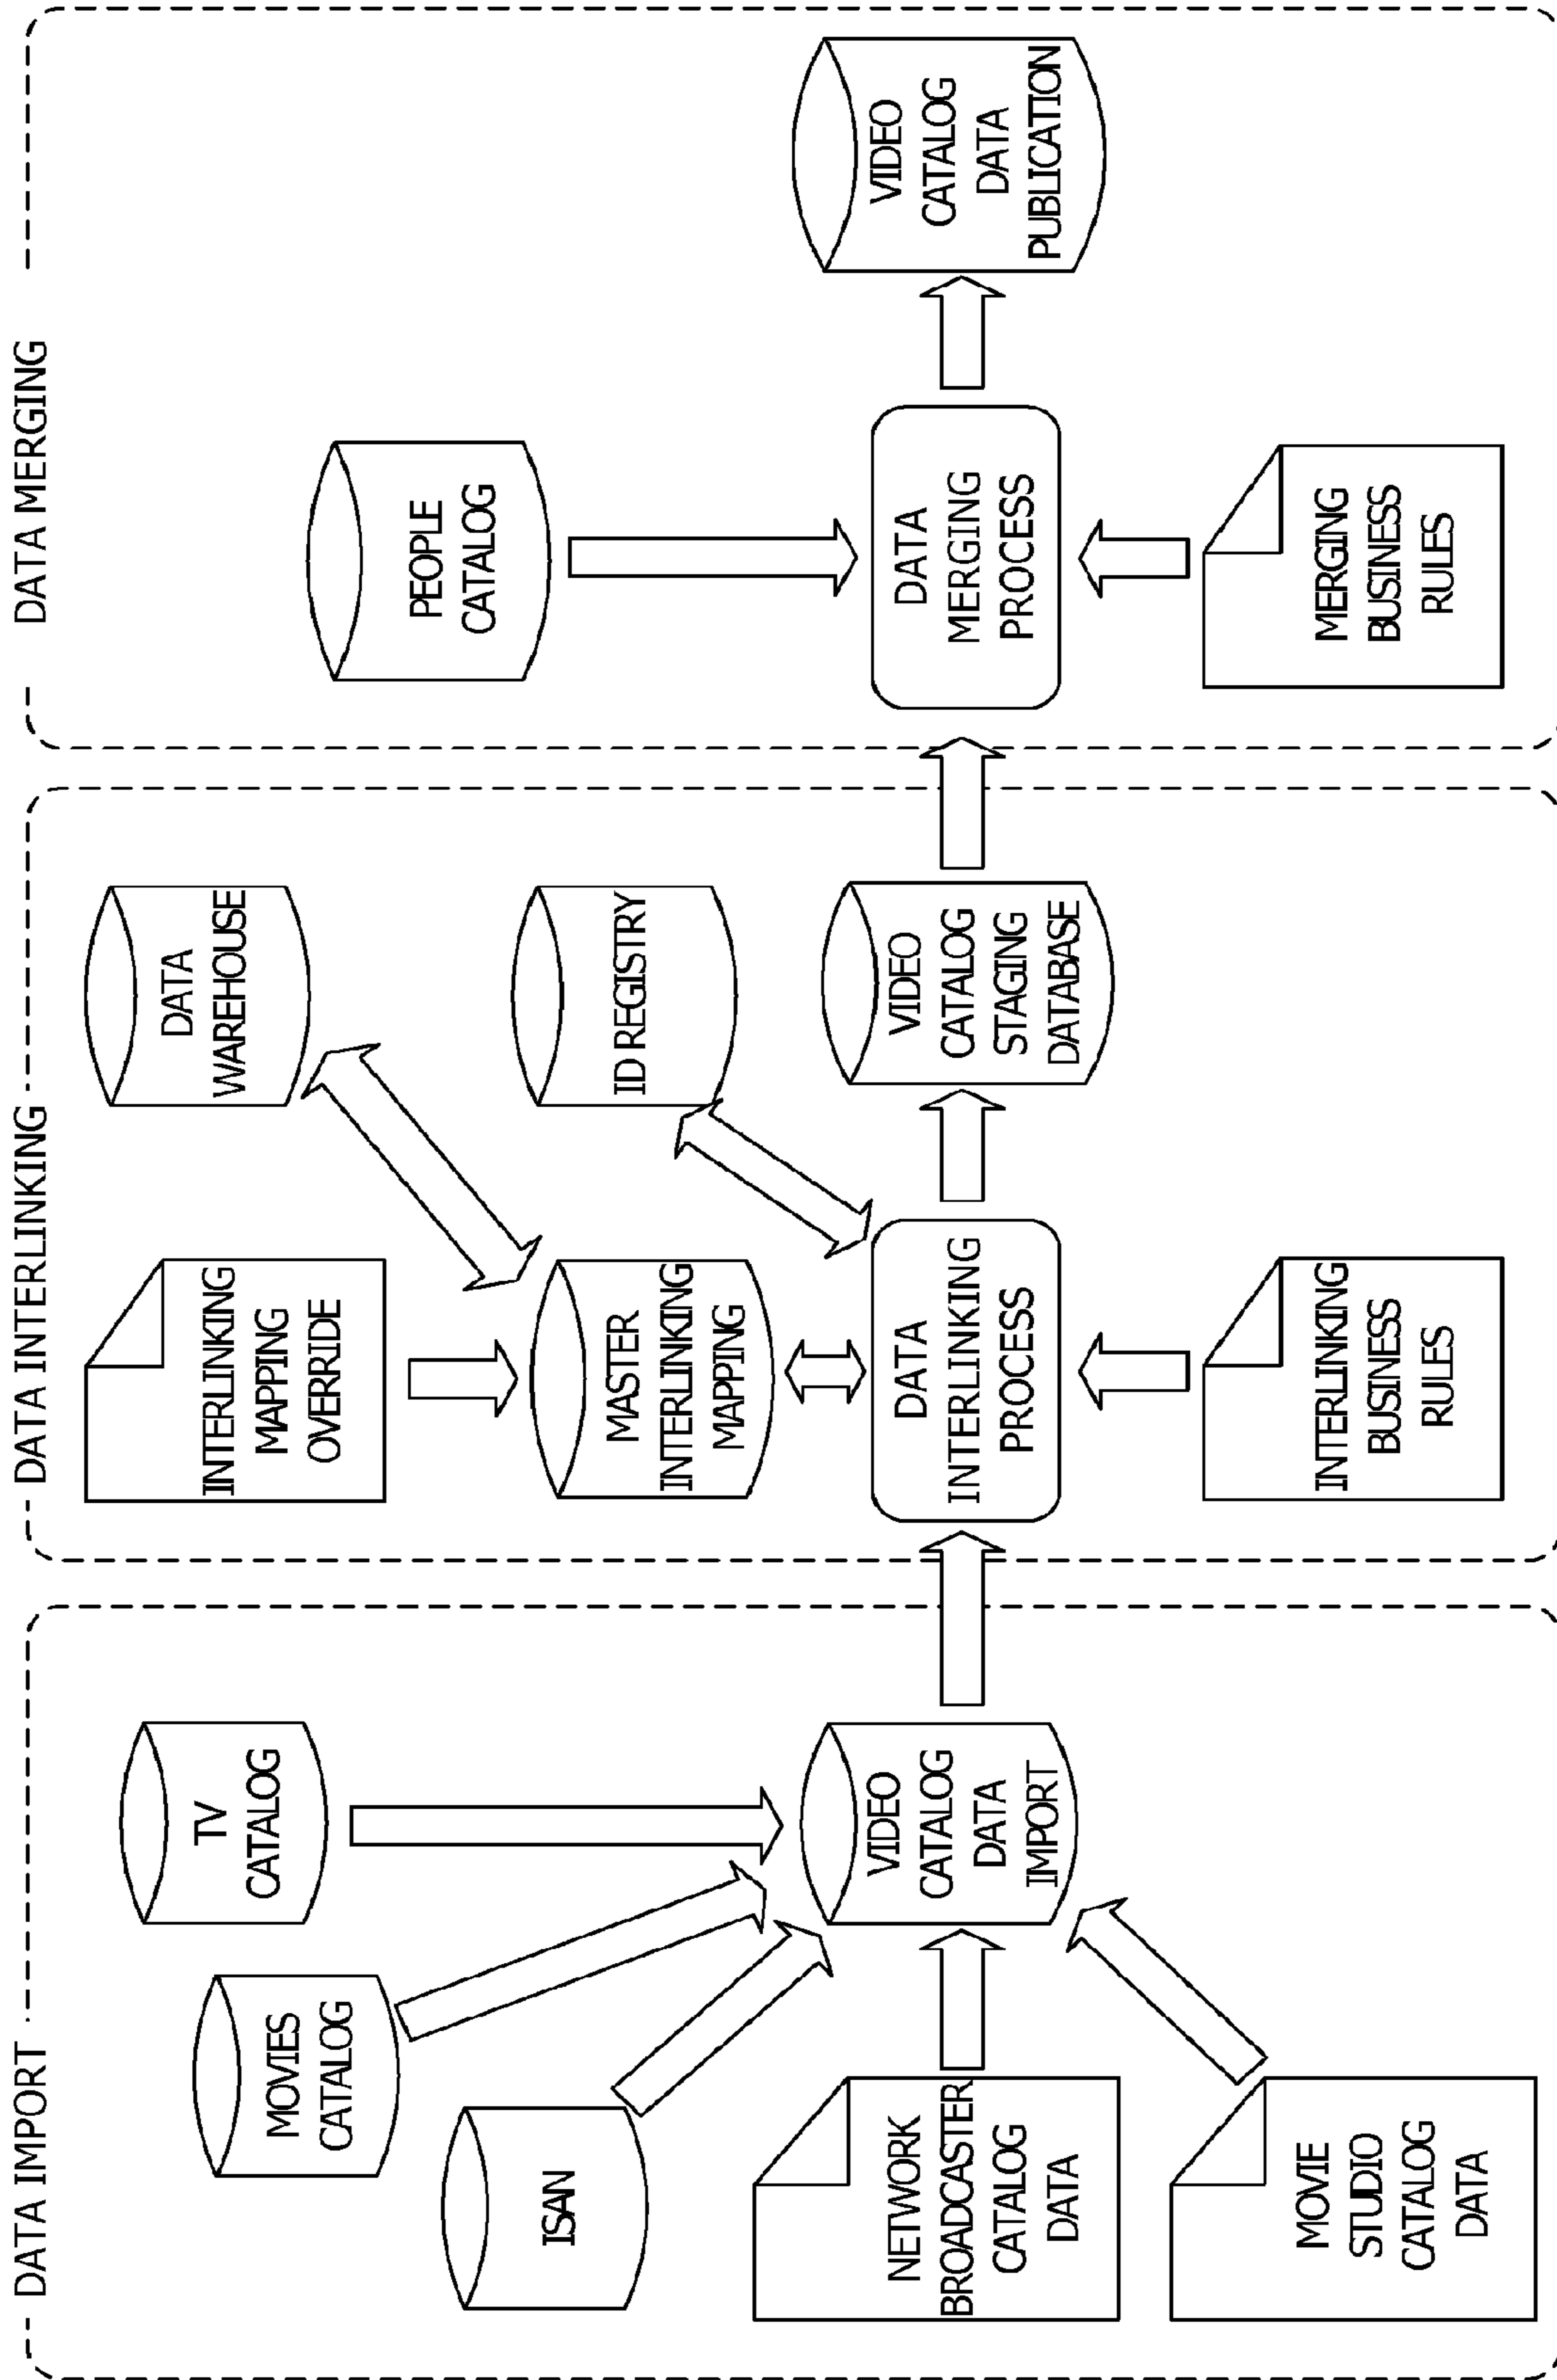 DATA IMPORT
TV
CATALOG
MOVIES
CATALOG
ISAN
NETWORK
BROADCASTER
CATALOG
DATA
MOVIE
STUDIO
CATALOG
DATA
VIDEO
CATALOG
DATA
IMPORT
DATA INTERLINKING
INTERLINKING
MAPPING
OVERRIDE
DATA
WAREHOUSE
MASTER
INTERLINKING
MAPPING
ID REGISTRY
DATA
INTERLINKING
PROCESS
VIDEO
CATALOG
STAGING
DATABASE
INTERLINKING
BUSINESS
RULES
DATA MERGING
PEOPLE
CATALOG
DATA
MERGING
PROCESS
VIDEO
CATALOG
DATA
PUBLICATION
MERGING
BUSINESS
RULES